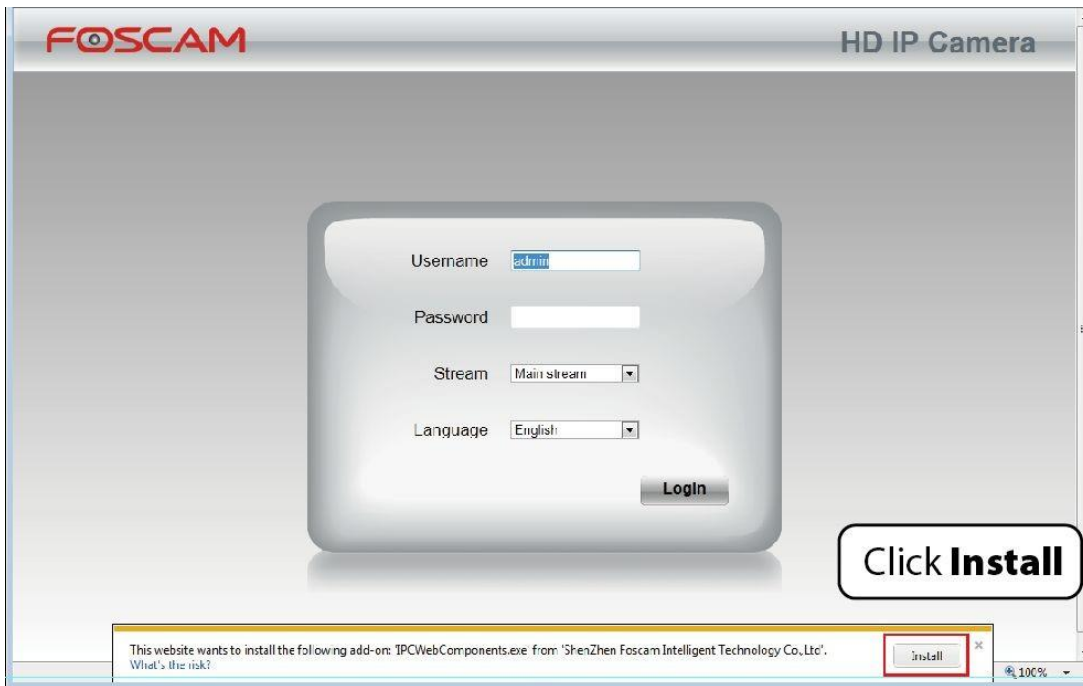 FOSCAM
HD IP Camera
Username admin
Password
Stream Main stream
Language English
Login
Click Install
This website wants to install the following add-on: 'IPCWebComponents.exe' from 'ShenZhen Foscam Intelligent Technology Co.,Ltd'.
What's the risk?
Install
×
100%